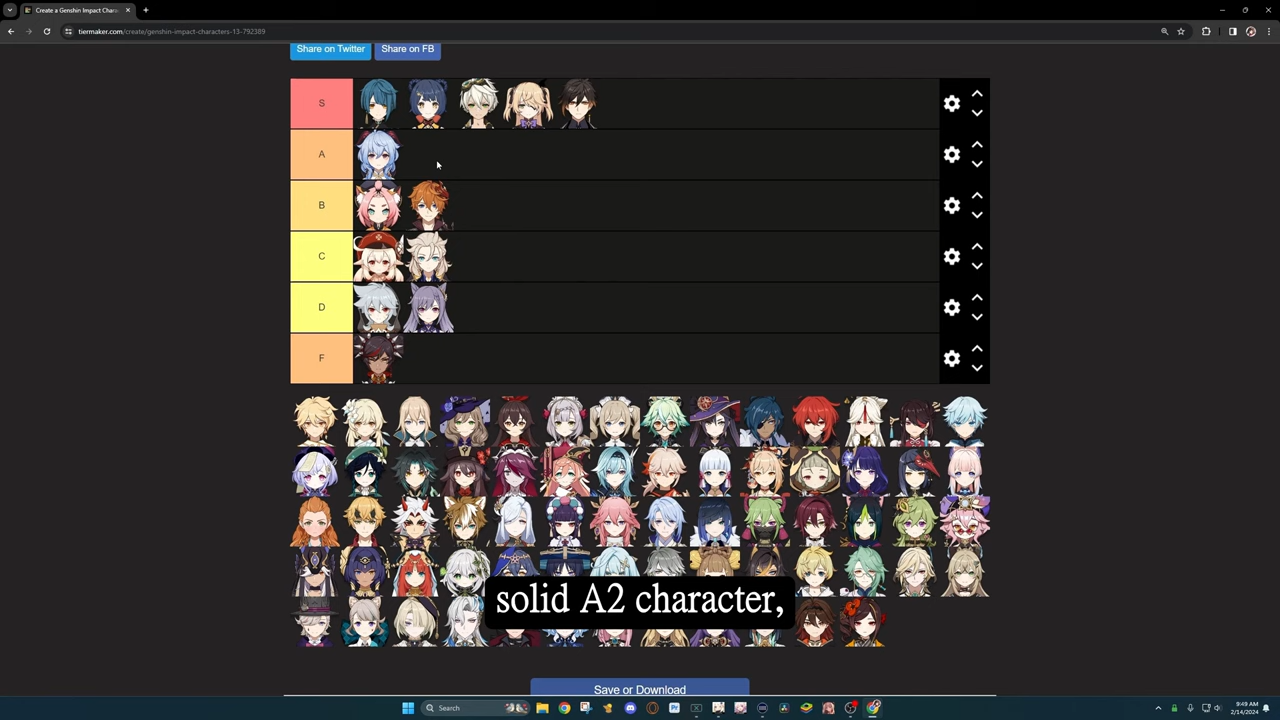 Create a Genshin Impact Chara
tiermaker.com/create/genshin-impact-characters-13-792389
Share on Twitter
Share on FB
S
A
B
C
D
F
solid A2 character,
Save or Download
Search
9:49 AM
2/14/2024